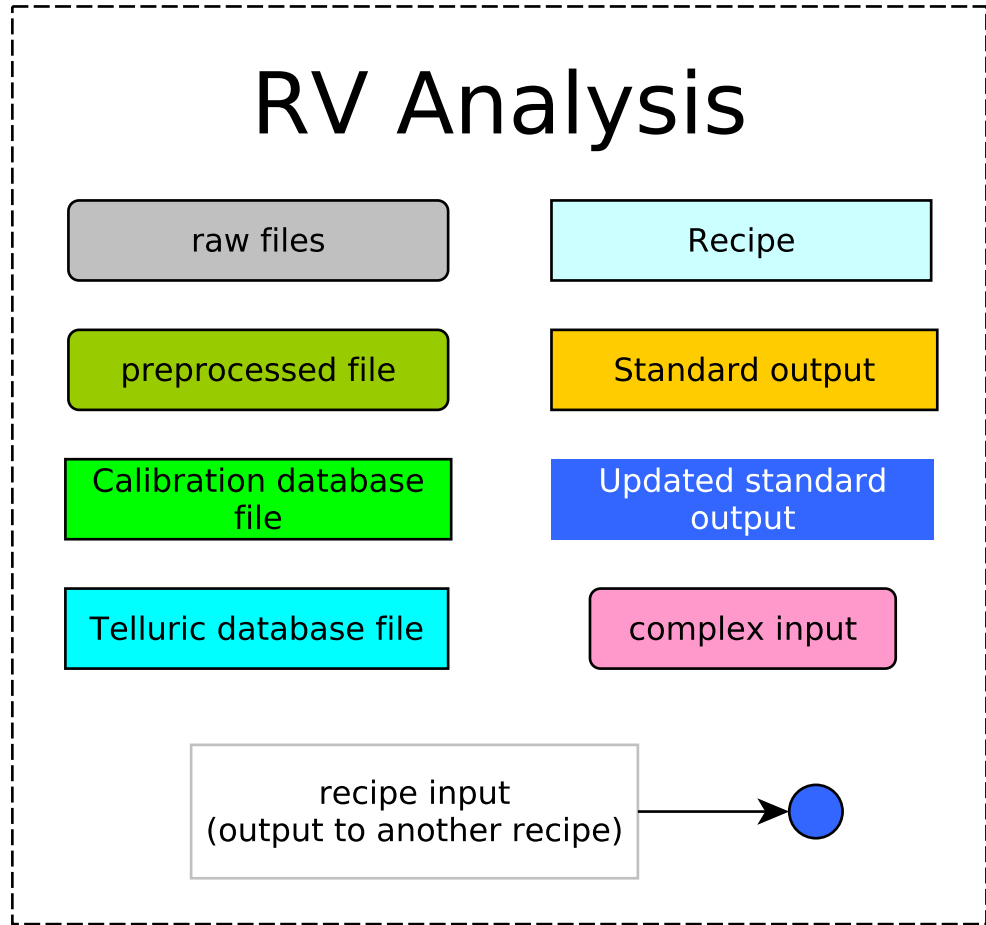 RV Analysis
raw files
Recipe
preprocessed file
Standard output
Calibration database
file
Updated standard
output
Telluric database file
complex input
recipe input
(output to another recipe)